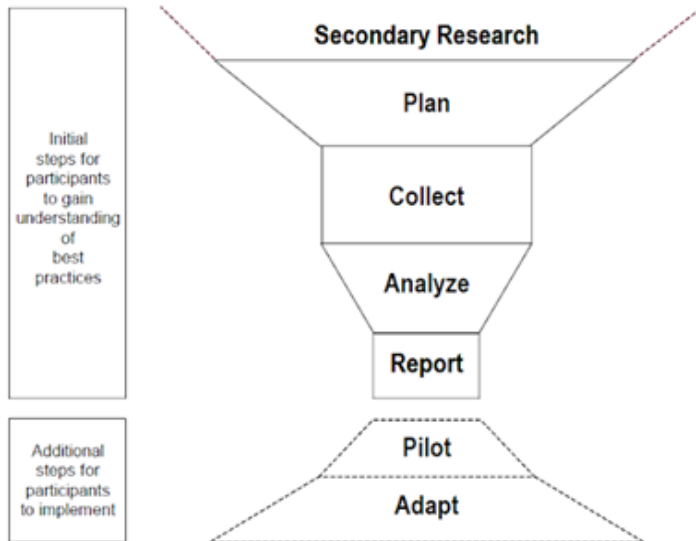 Secondary Research
Plan
Collect
Analyze
Report
Pilot
Adapt
Initial
steps for
participants
to gain
understanding
of
best
practices
Additional
steps for
participants
to implement